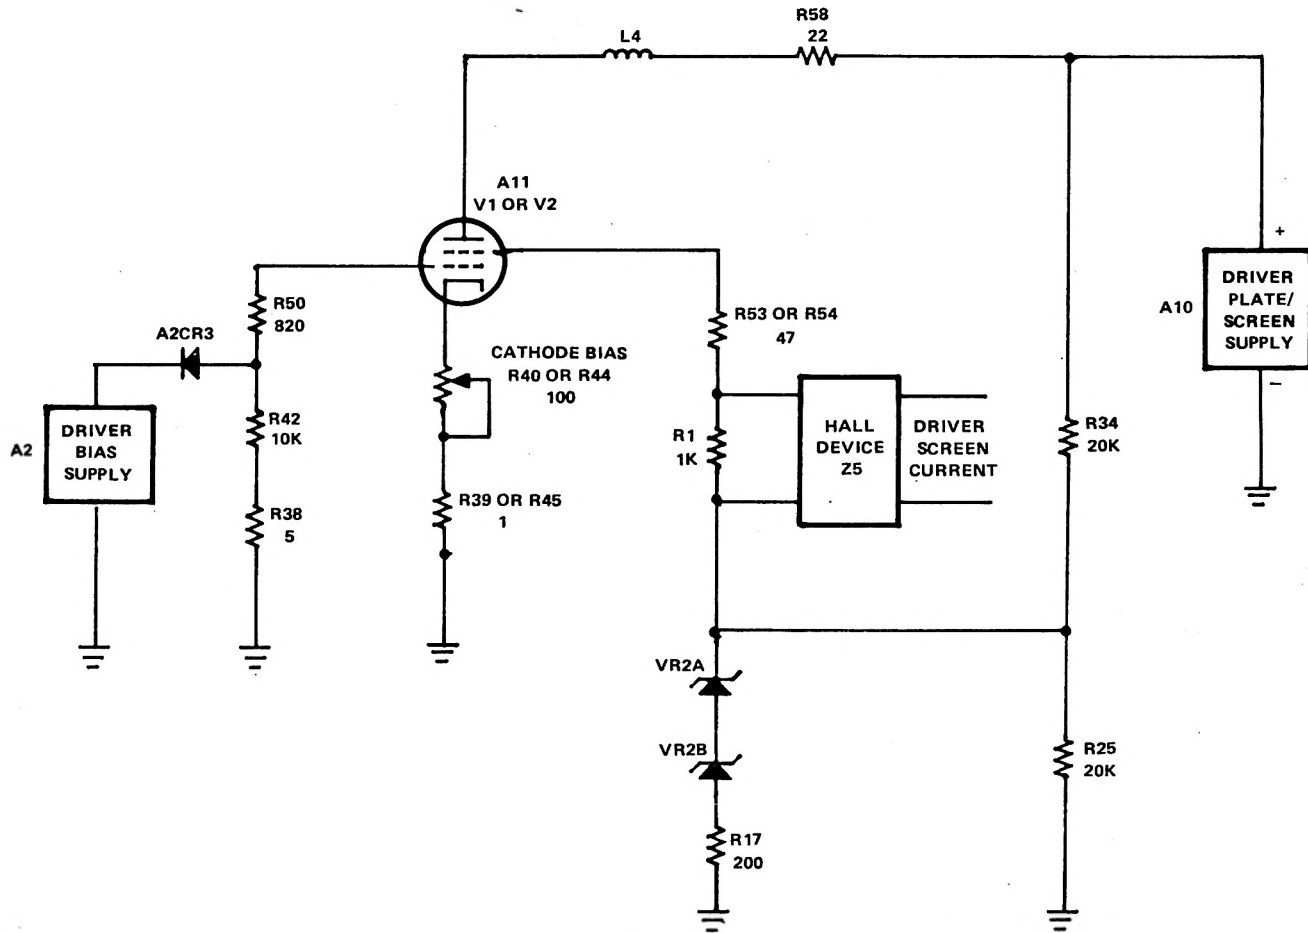 R58
22
L4
A11
V1 OR V2
+
DRIVER
PLATE/
SCREEN
SUPPLY
A10
–
R50
820
A2CR3
R53 OR R54
47
CATHODE BIAS
R40 OR R44
100
R42
10K
DRIVER
BIAS
SUPPLY
A2
R1
1K
HALL
DEVICE
Z5
DRIVER
SCREEN
CURRENT
R34
20K
R39 OR R45
1
R38
5
VR2A
VR2B
R25
20K
R17
200